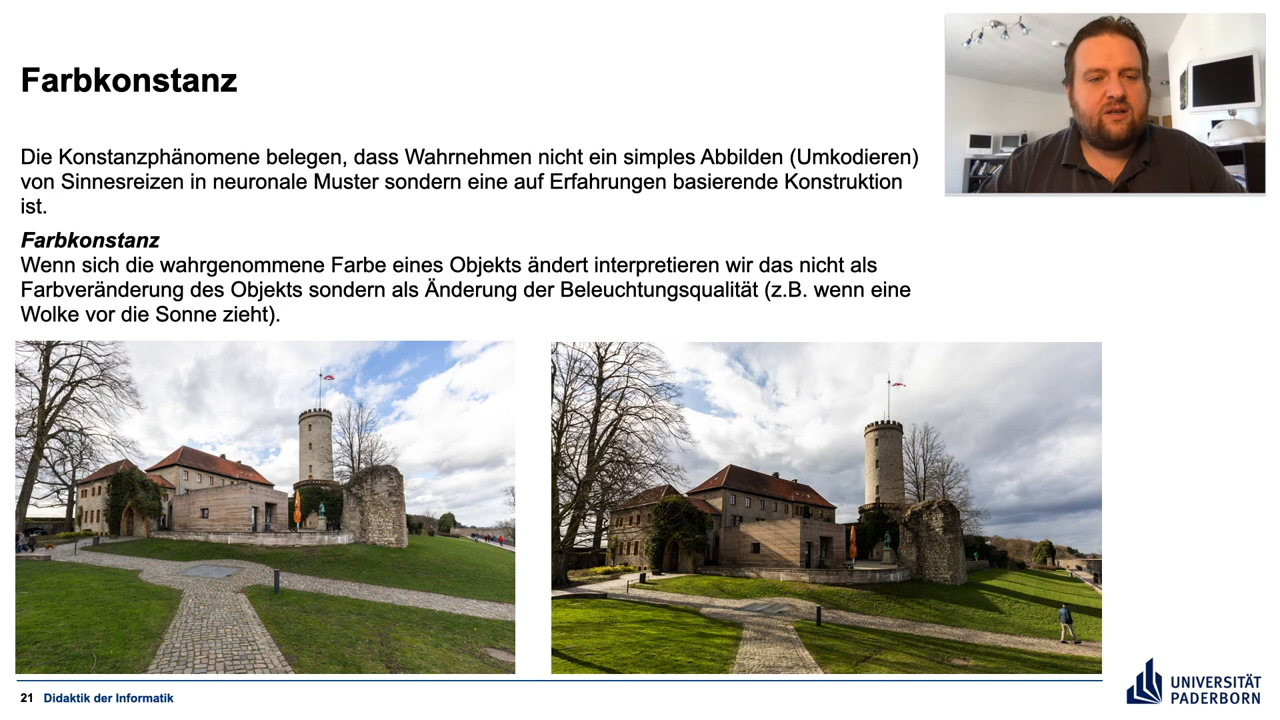 Farbkonstanz
Die Konstanzphänomene belegen, dass Wahrnehmen nicht ein simples Abbilden (Umkodieren)
von Sinnesreizen in neuronale Muster sondern eine auf Erfahrungen basierende Konstruktion
ist.
Farbkonstanz
Wenn sich die wahrgenommene Farbe eines Objekts ändert interpretieren wir das nicht als
Farbveränderung des Objekts sondern als Änderung der Beleuchtungsqualität (z.B. wenn eine
Wolke vor die Sonne zieht).
21 Didaktik der Informatik
UNIVERSITÄT
PADERBORN